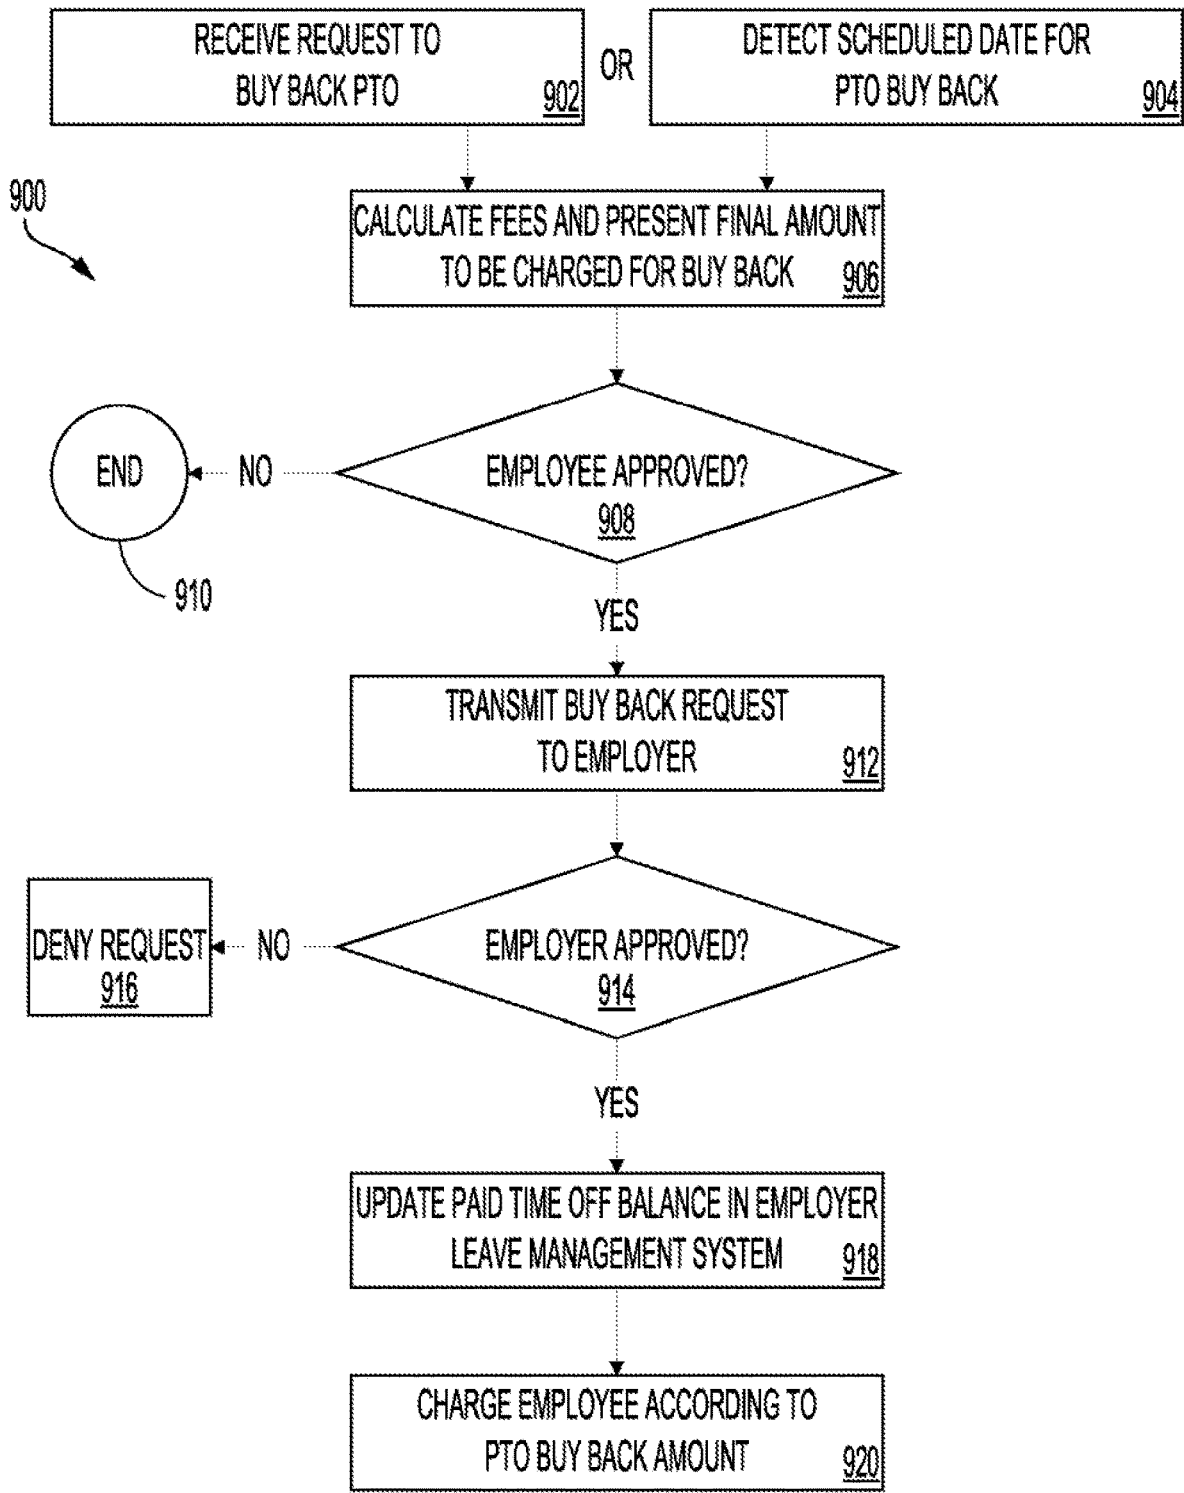 RECEIVE REQUEST TO
BUY BACK PTO
902
OR
DETECT SCHEDULED DATE FOR
PTO BUY BACK
904
900
CALCULATE FEES AND PRESENT FINAL AMOUNT
TO BE CHARGED FOR BUY BACK
906
EMPLOYEE APPROVED?
908
NO
END
910
YES
TRANSMIT BUY BACK REQUEST
TO EMPLOYER
912
EMPLOYER APPROVED?
914
NO
DENY REQUEST
916
YES
UPDATE PAID TIME OFF BALANCE IN EMPLOYER
LEAVE MANAGEMENT SYSTEM
918
CHARGE EMPLOYEE ACCORDING TO
PTO BUY BACK AMOUNT
920